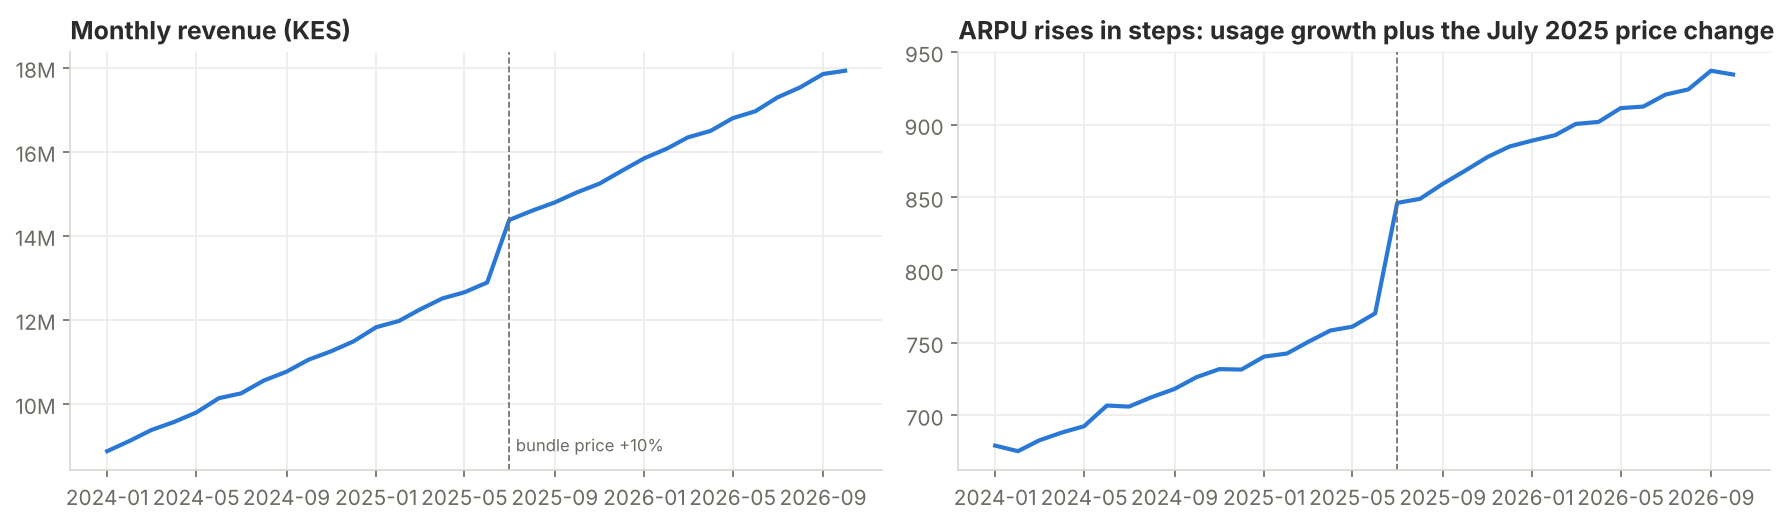 Monthly revenue (KES)
18M
16M
14M
12M
10M
bundle price +10%
2024-01 2024-05 2024-09 2025-01 2025-05 2025-09 2026-01 2026-05 2026-09
ARPU rises in steps: usage growth plus the July 2025 price change
950
900
850
800
750
700
2024-01 2024-05 2024-09 2025-01 2025-05 2025-09 2026-01 2026-05 2026-09